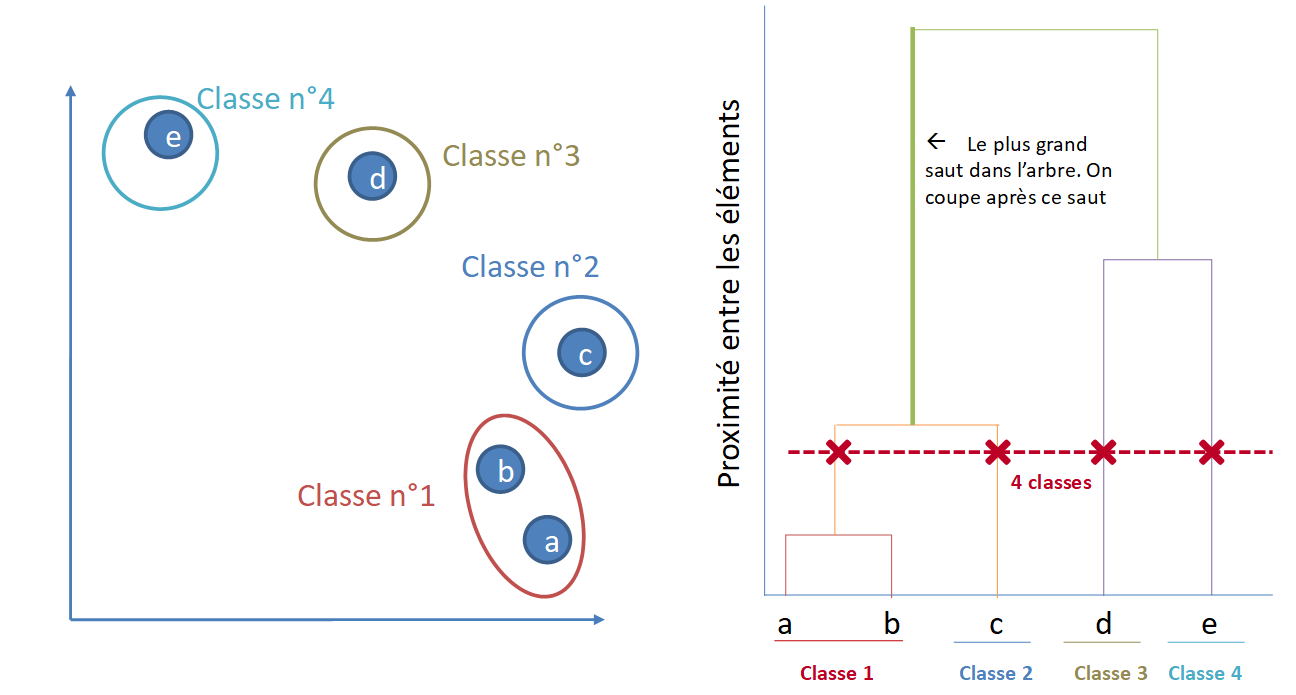 Classe n°4
e
d
Classe n°3
Classe n°2
c
b
Classe n°1
a
Proximité entre les éléments
← Le plus grand
saut dans l’arbre. On
coupe après ce saut
4 classes
a b c d e
Classe 1 Classe 2 Classe 3 Classe 4